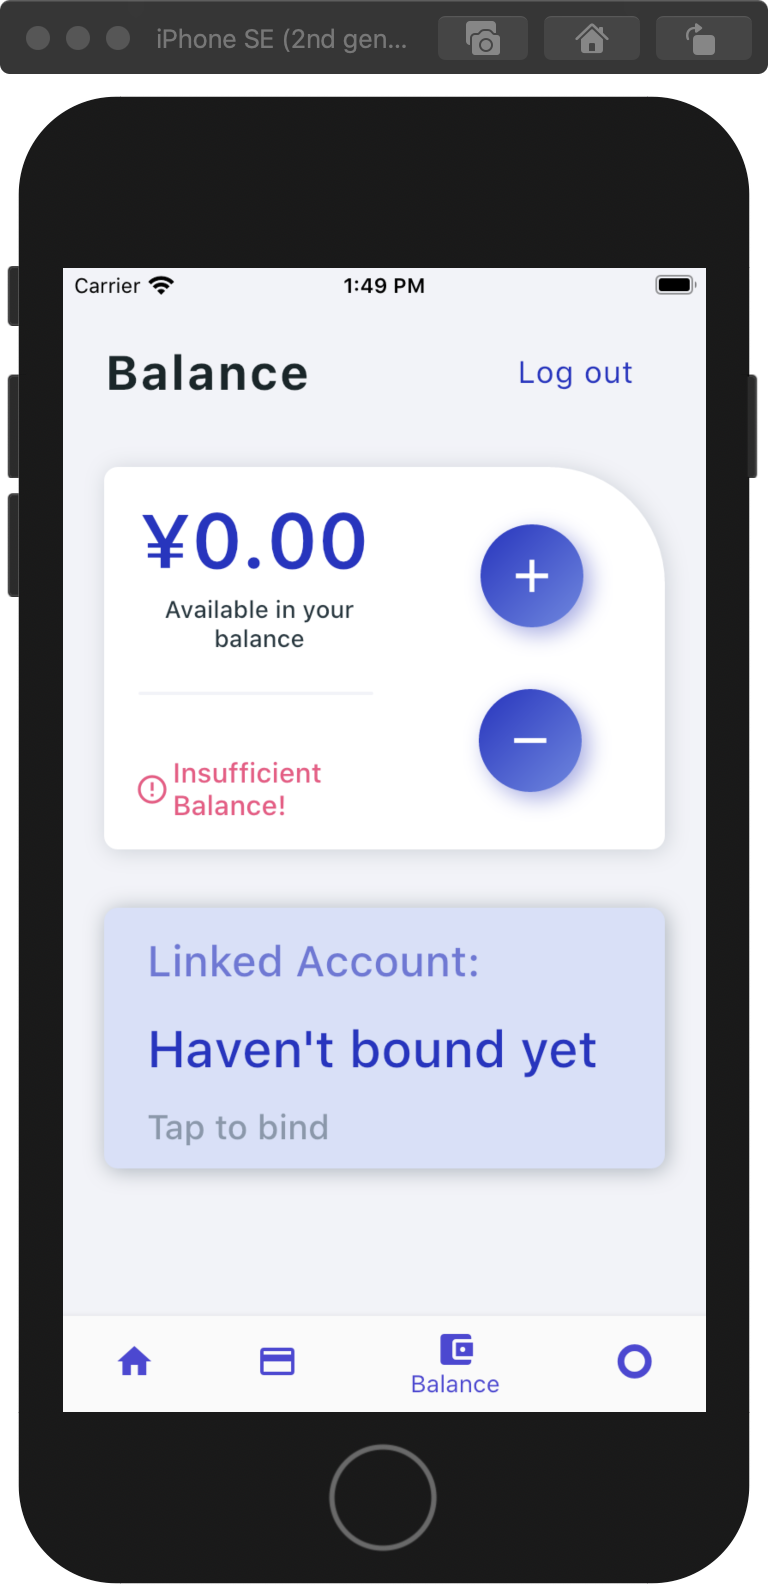 iPhone SE (2nd gen...
Carrier
1:49 PM
Balance
Log out
¥0.00
Available in your
balance
Insufficient
Balance!
Linked Account:
Haven't bound yet
Tap to bind
Balance